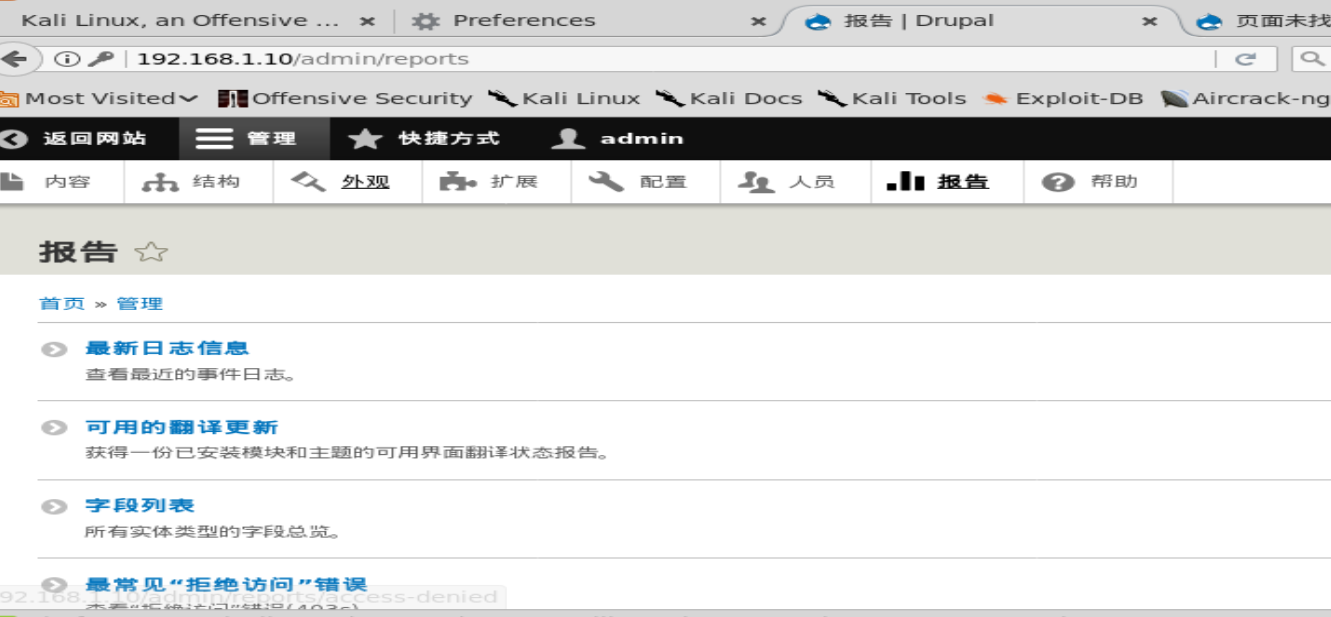 Kali Linux, an Offensive ... × Preferences × 报告 | Drupal × 页面未找
192.168.1.10/admin/reports
Most Visited Offensive Security Kali Linux Kali Docs Kali Tools Exploit-DB Aircrack-ng
返回网站 管理 快捷方式 admin
内容 结构 外观 扩展 配置 人员 报告 帮助
报告
首页 » 管理
最新日志信息
查看最近的事件日志。
可用的翻译更新
获得一份已安装模块和主题的可用界面翻译状态报告。
字段列表
所有实体类型的字段总览。
最常见“拒绝访问”错误
92.168.1.10/admin/reports/access-denied
查看“拒绝访问”错误(403s)